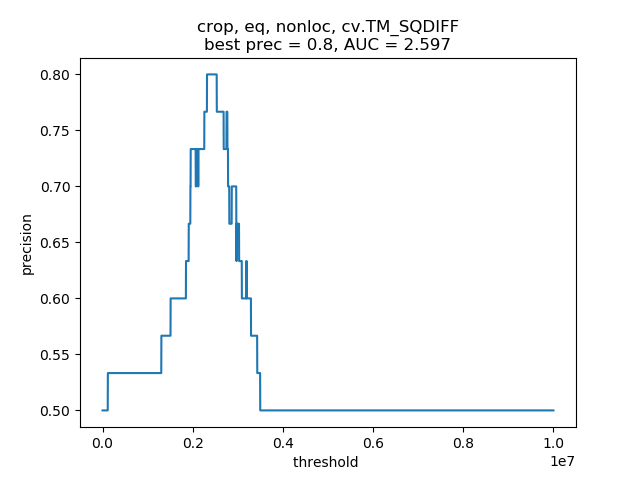 crop, eq, nonloc, cv.TM_SQDIFF
best prec = 0.8, AUC = 2.597
0.80
0.75
0.70
0.65
0.60
0.55
0.50
precision
0.0
0.2
0.4
0.6
0.8
1.0
1e7
threshold